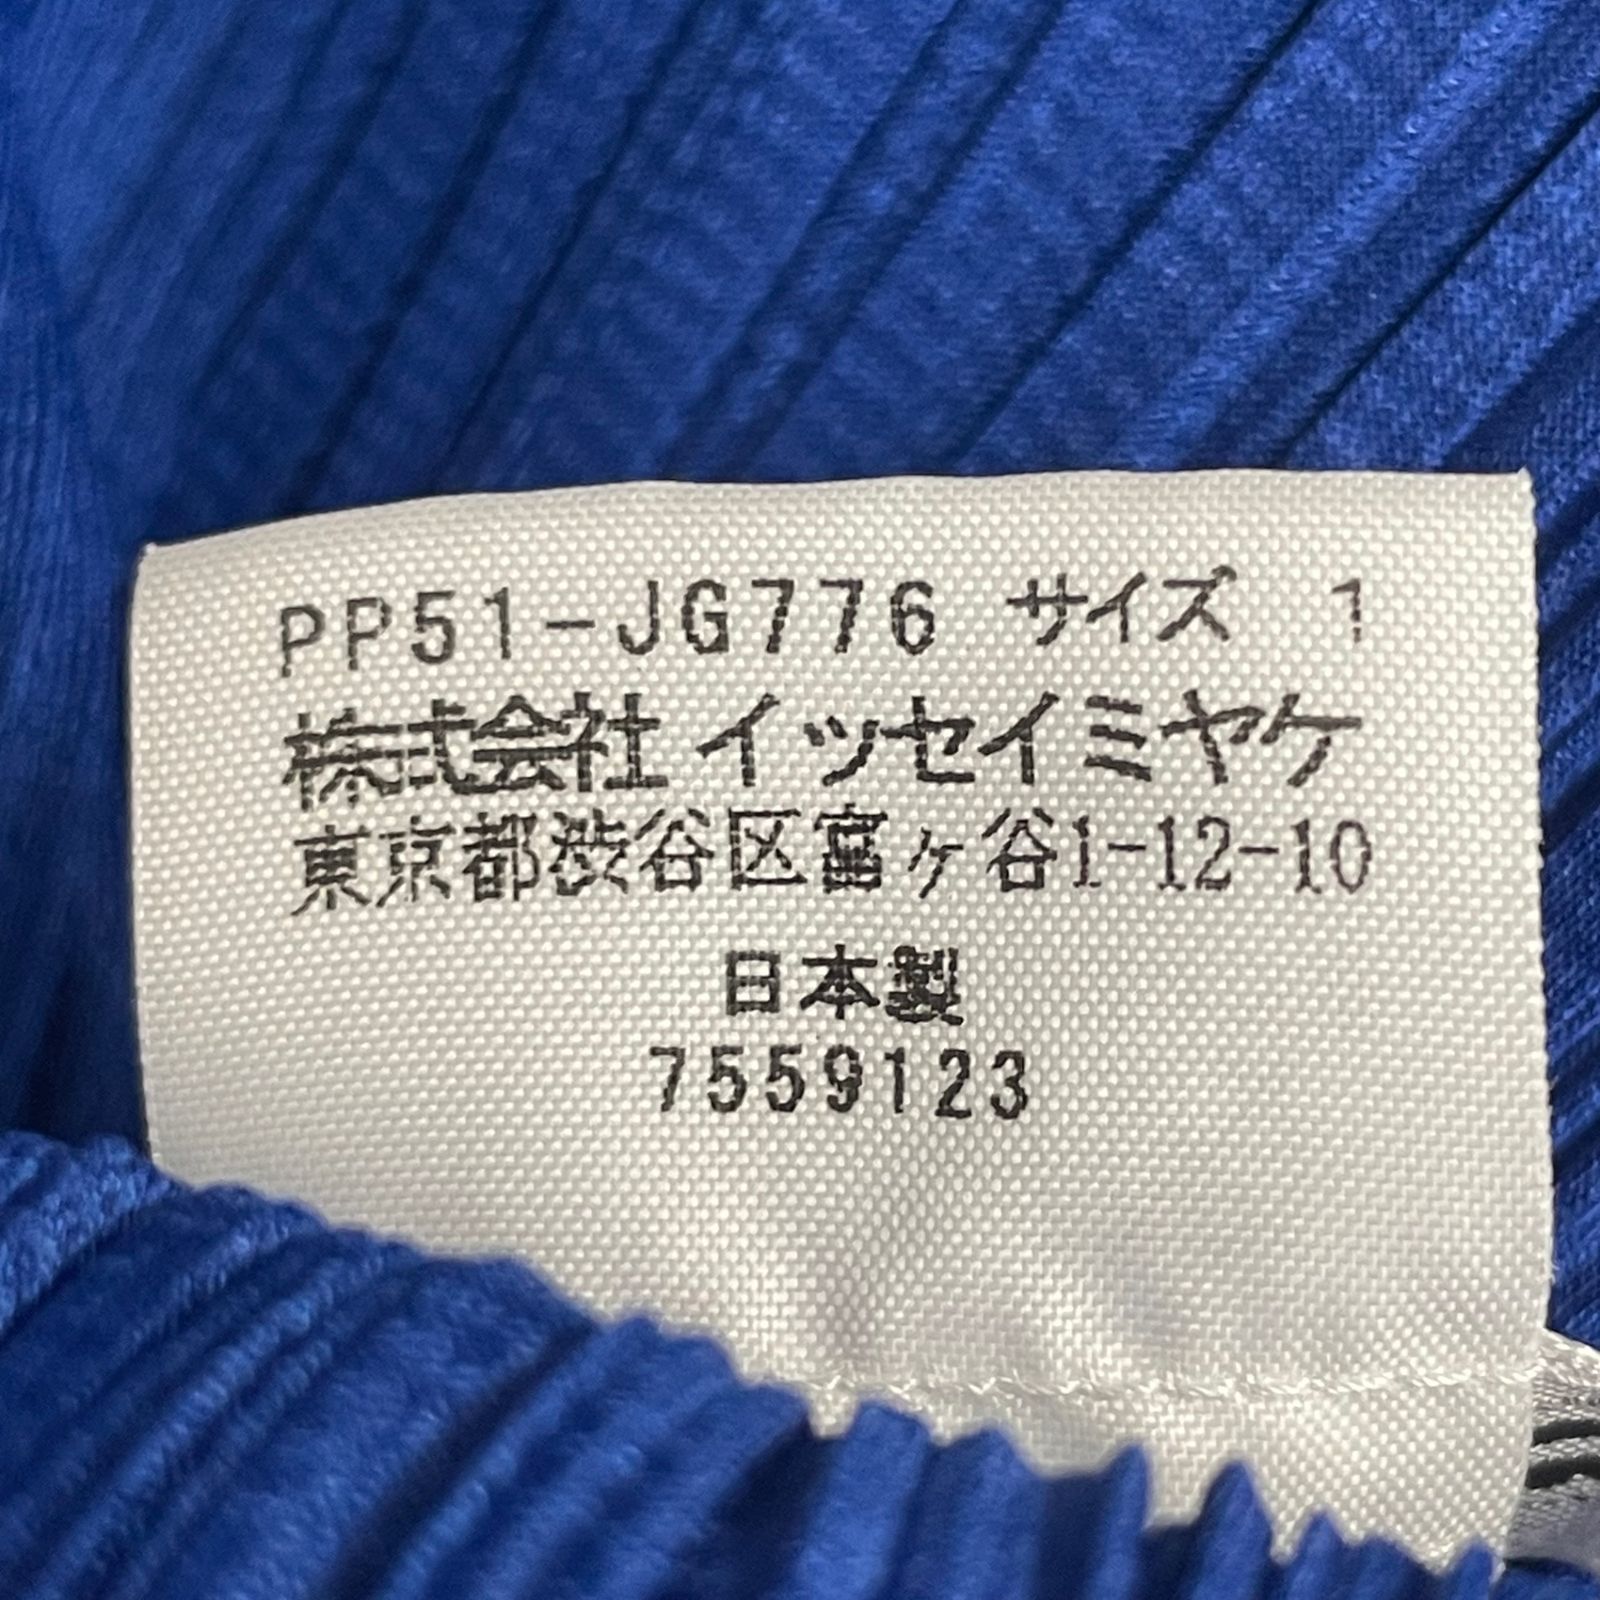 PP51-JG776 サイズ 1
株式会社イッセイミヤケ
東京都渋谷区富ヶ谷1-12-10
日本製
7559123